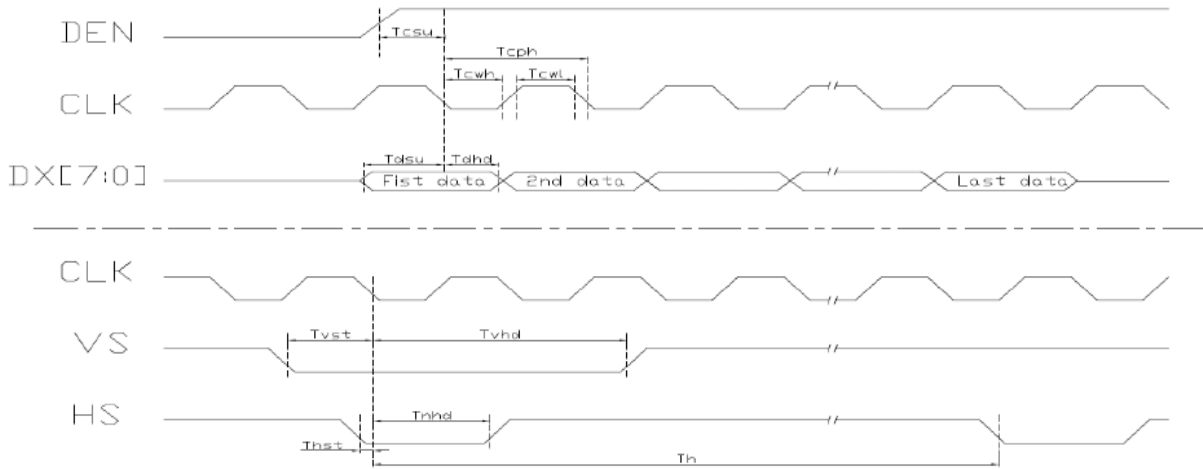 DEN
Tcsu
Tcph
Tcwh
Tcwl
CLK
DX[7:0]
Tdsu
Tdhd
Fist data
2nd data
Last data
CLK
VS
Tvst
Tvhd
HS
Thst
Thhd
Th